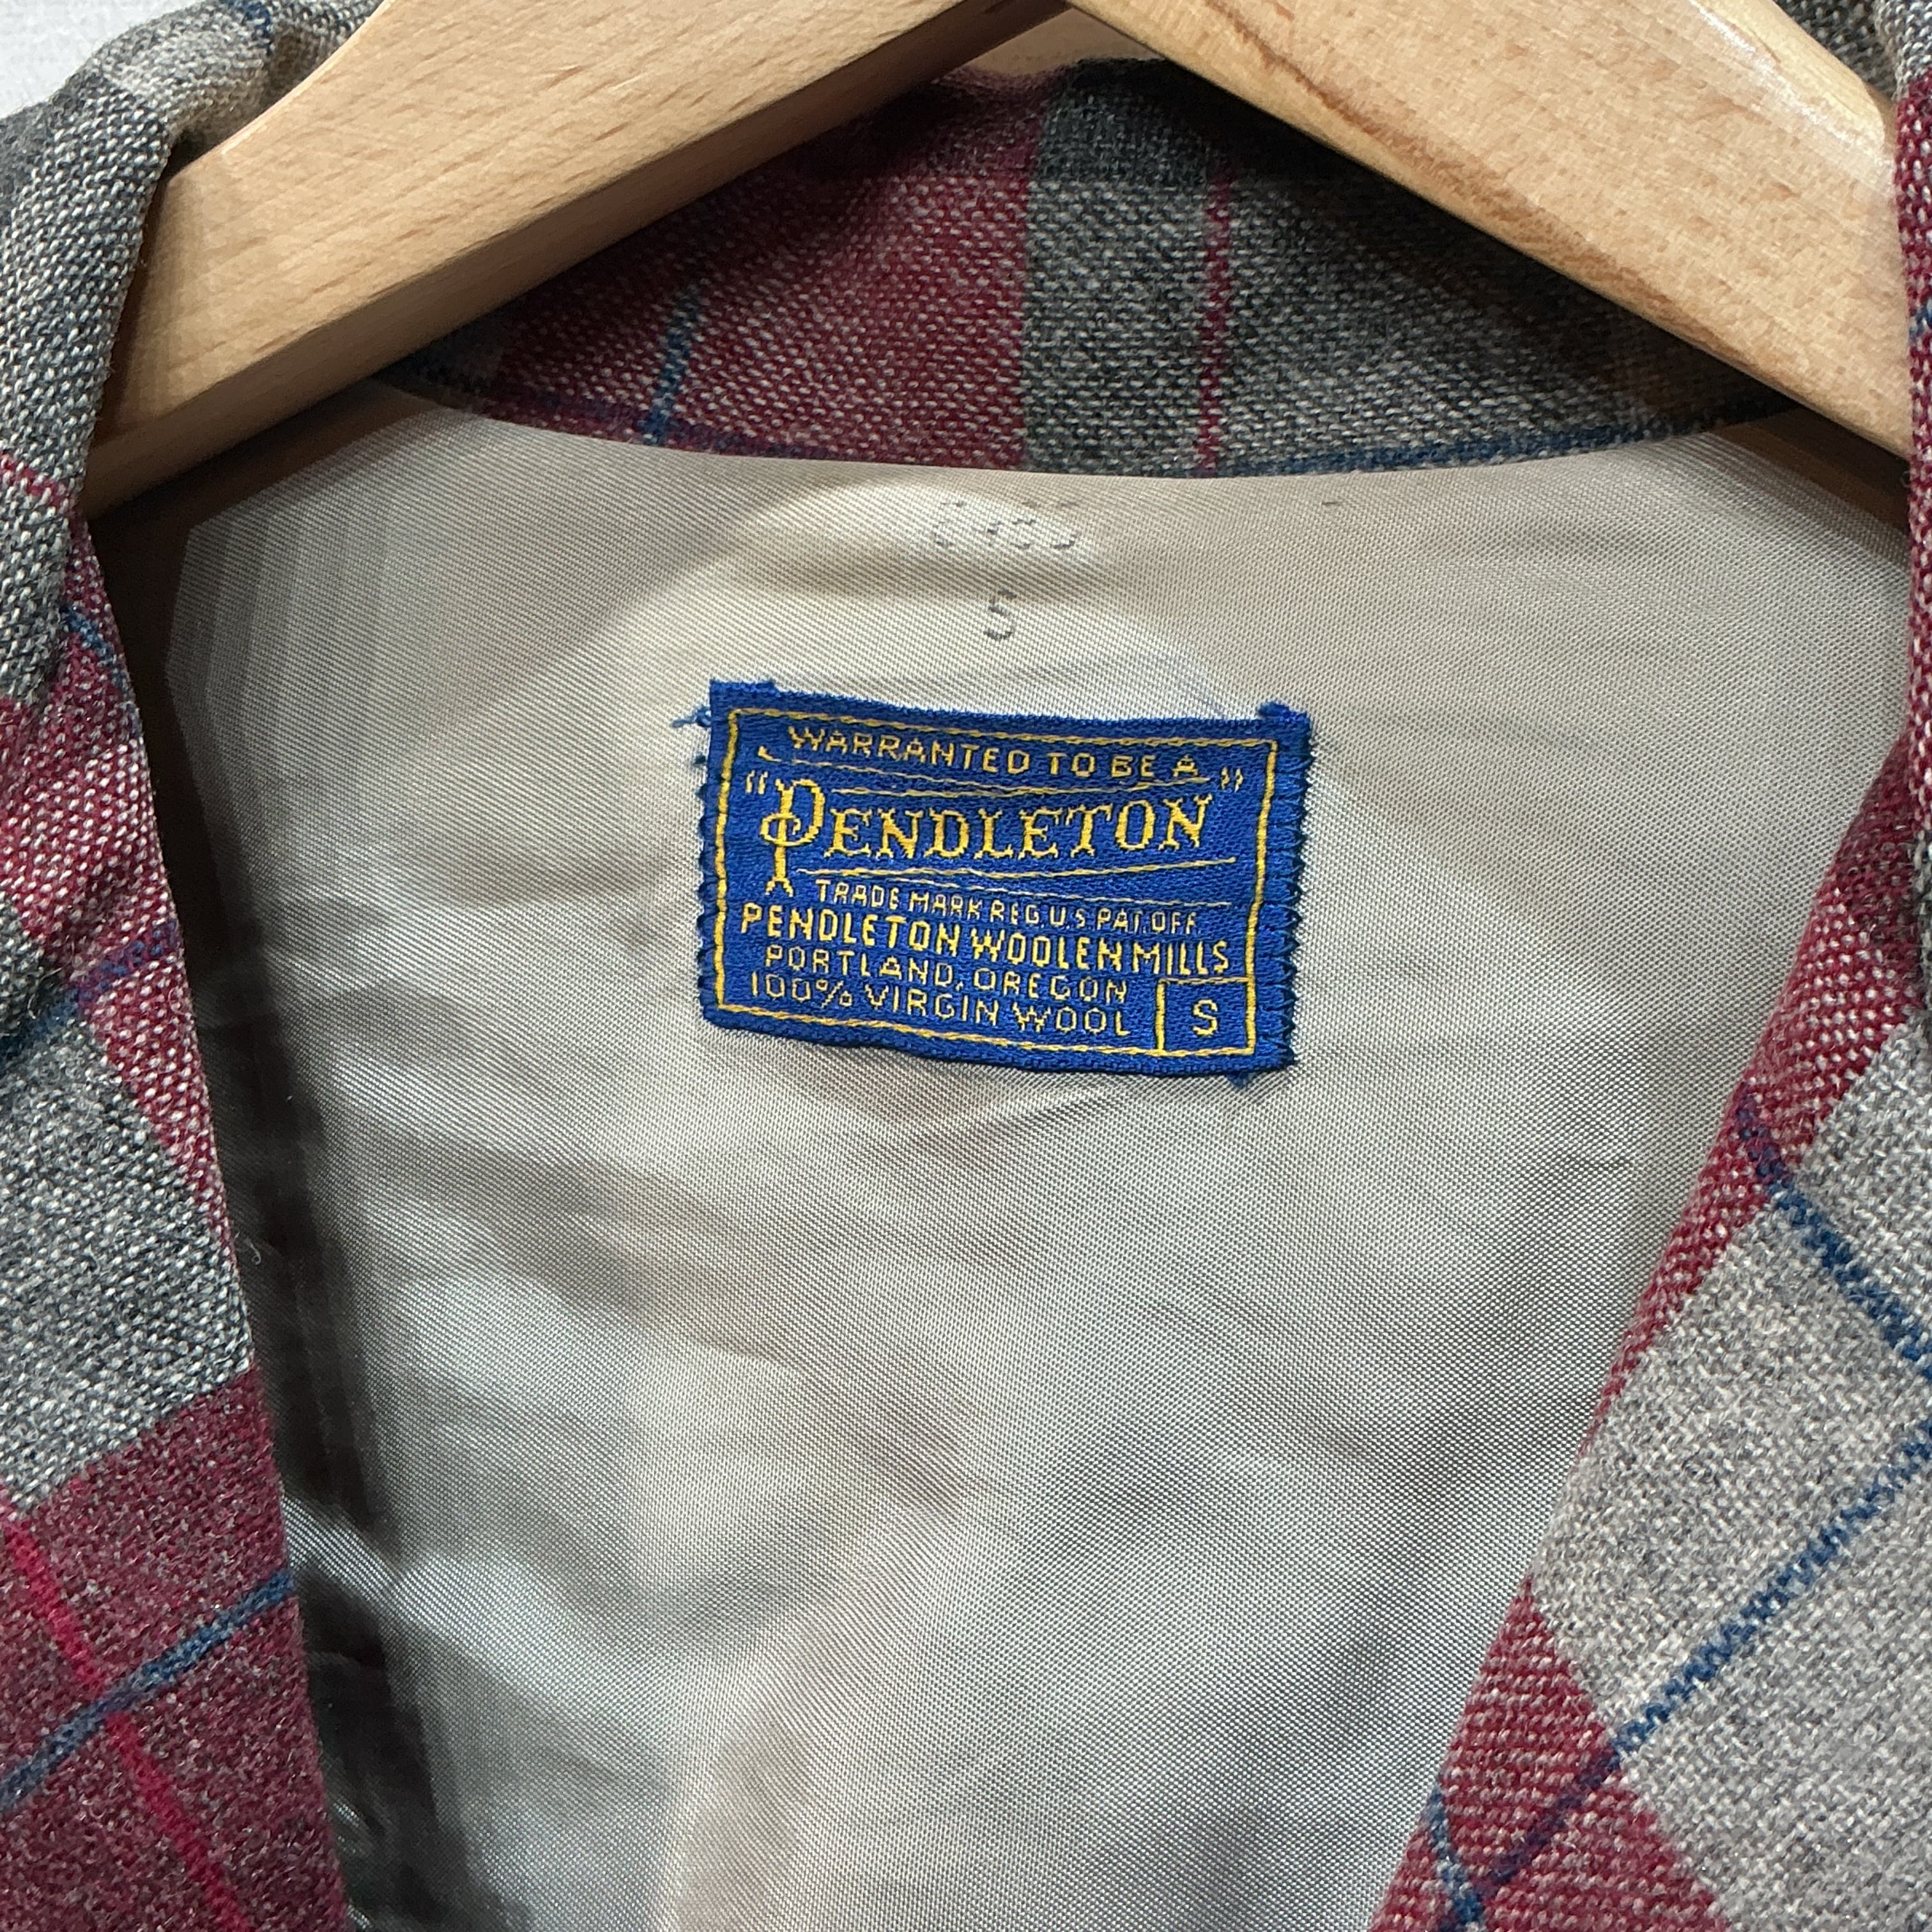 S
WARRANTED TO BE A
"PENDLETON"
TRADE MARK REG. U.S. PAT. OFF.
PENDLETON WOOLEN MILLS
PORTLAND, OREGON
100% VIRGIN WOOL S